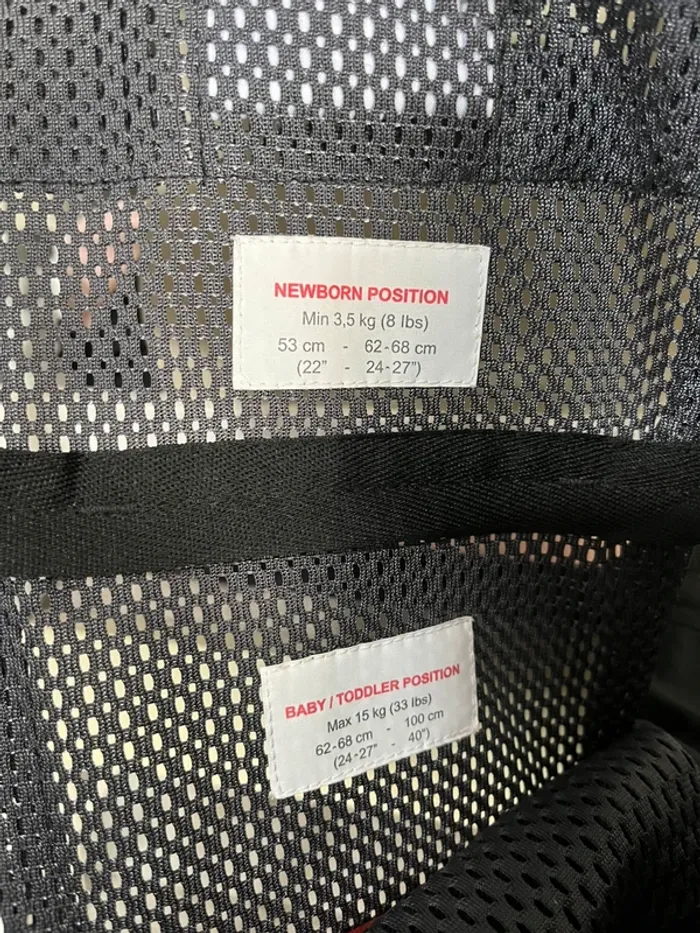 NEWBORN POSITION
Min 3,5 kg (8 lbs)
53 cm - 62-68 cm
(22" - 24-27")
BABY / TODDLER POSITION
Max 15 kg (33 lbs)
62-68 cm - 100 cm
(24-27" - 40")